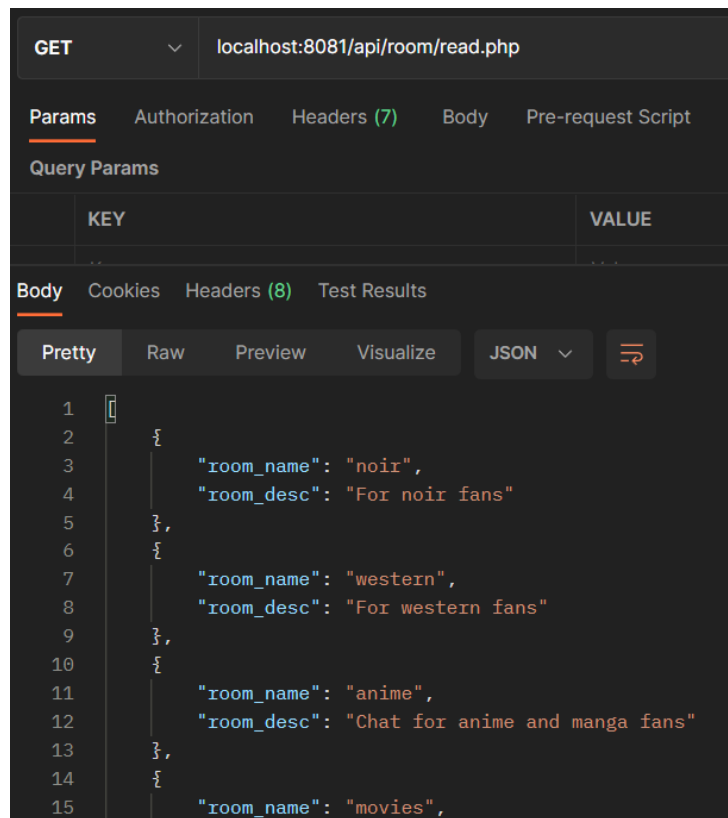 GET localhost:8081/api/room/read.php
Params Authorization Headers (7) Body Pre-request Script
Query Params
KEY VALUE
Body Cookies Headers (8) Test Results
Pretty Raw Preview Visualize JSON
1 [
2 {
3 "room_name": "noir",
4 "room_desc": "For noir fans"
5 },
6 {
7 "room_name": "western",
8 "room_desc": "For western fans"
9 },
10 {
11 "room_name": "anime",
12 "room_desc": "Chat for anime and manga fans"
13 },
14 {
15 "room_name": "movies",